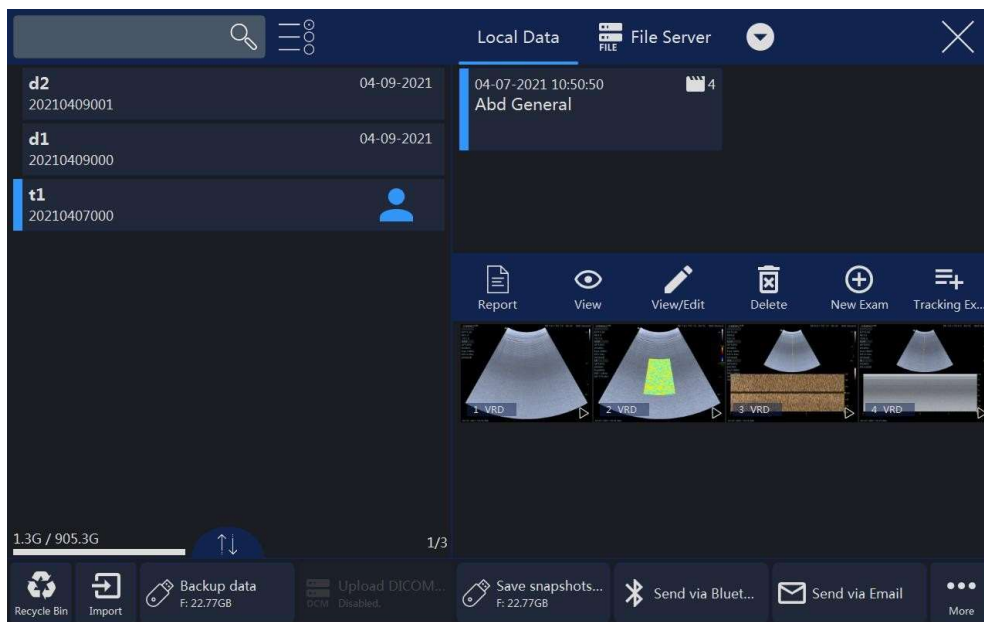 Local Data
FILE
File Server
d2
04-09-2021
20210409001
d1
04-09-2021
20210409000
t1
20210407000
04-07-2021 10:50:50
4
Abd General
Report
View
View/Edit
Delete
New Exam
Tracking Ex...
1 VRD
2 VRD
3 VRD
4 VRD
1.3G / 905.3G
1/3
Recycle Bin
Import
Backup data
F: 22.77GB
DCM
Upload DICOM...
Disabled.
Save snapshots...
F: 22.77GB
Send via Bluet...
Send via Email
More